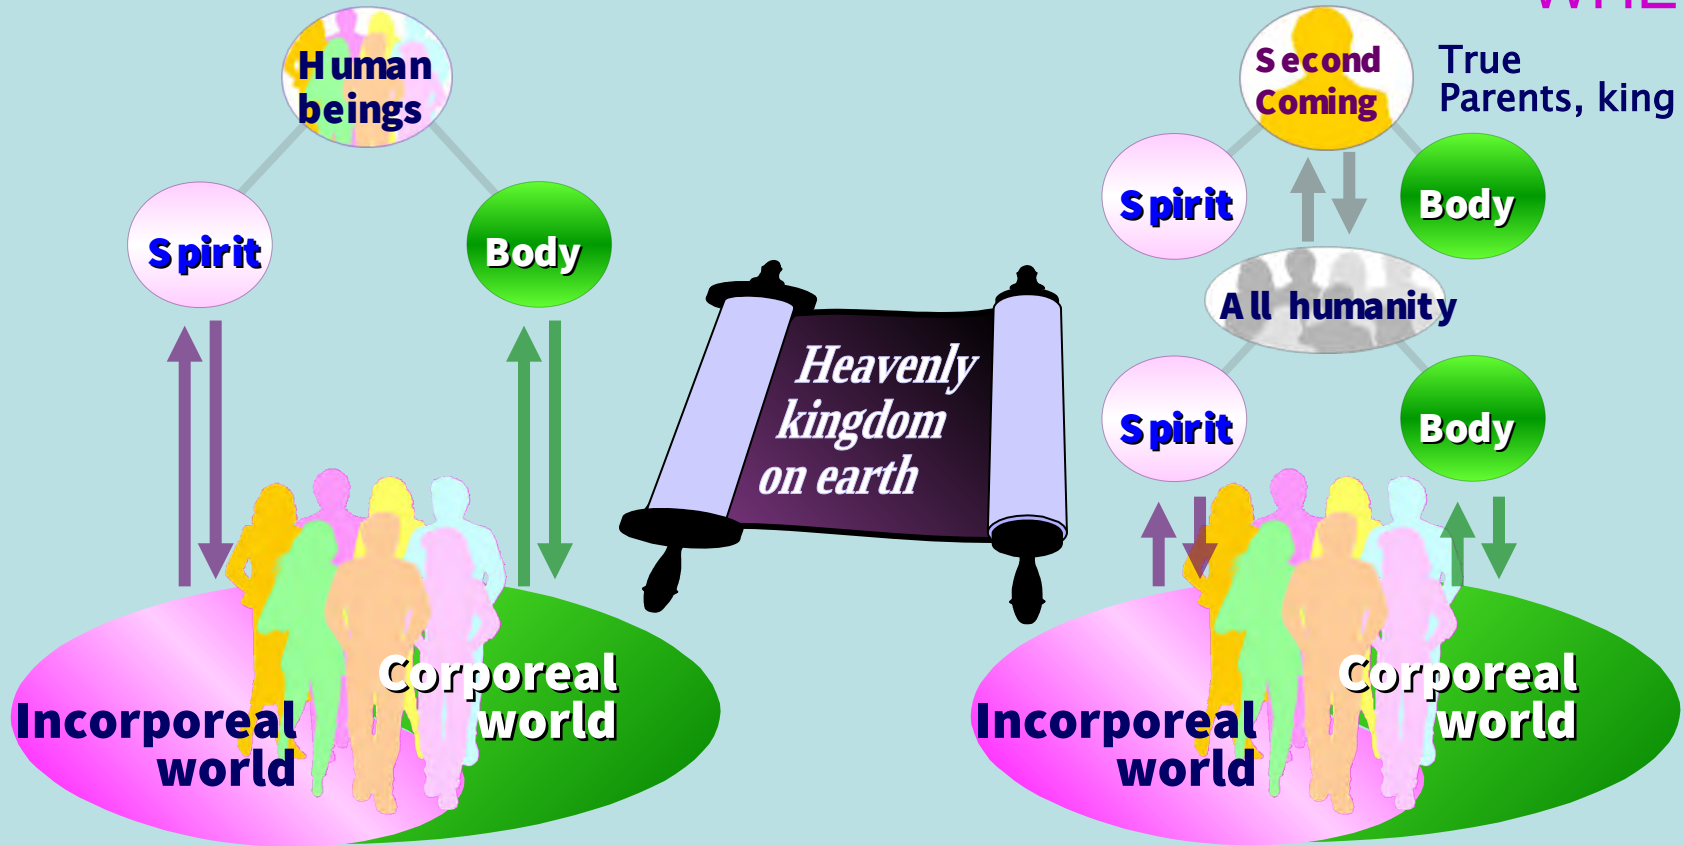 Human
beings
Spirit
Body
Incorporeal
world
Corporeal
world
Heavenly
kingdom
on earth
Second
Coming
True
Parents, king
Spirit
Body
All humanity
Spirit
Body
Incorporeal
world
Corporeal
world